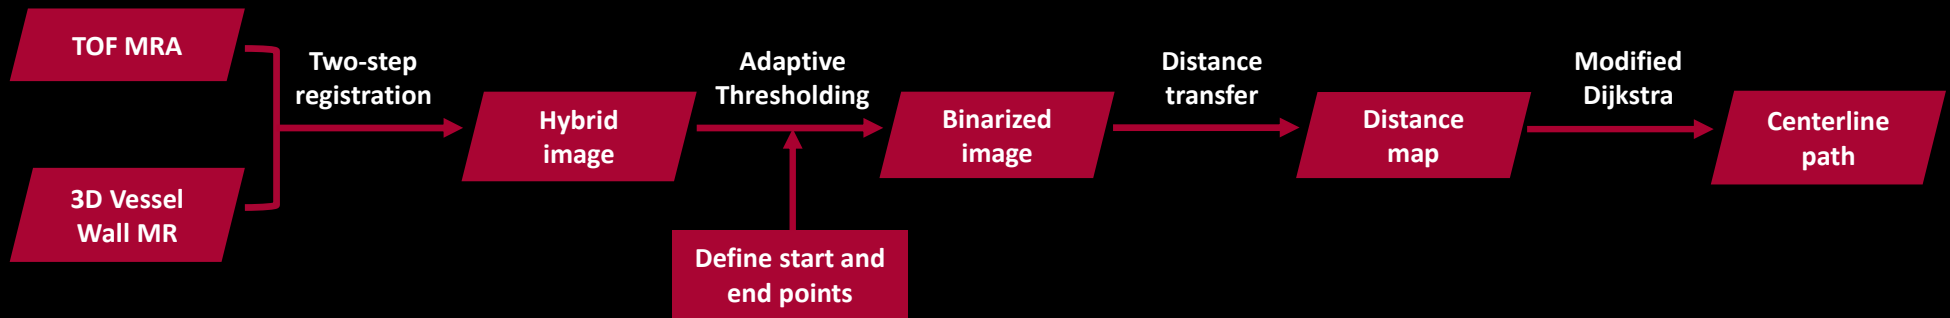 TOF MRA
3D Vessel
Wall MR
Two-step
registration
Hybrid
image
Adaptive
Thresholding
Define start and
end points
Binarized
image
Distance
transfer
Distance
map
Modified
Dijkstra
Centerline
path